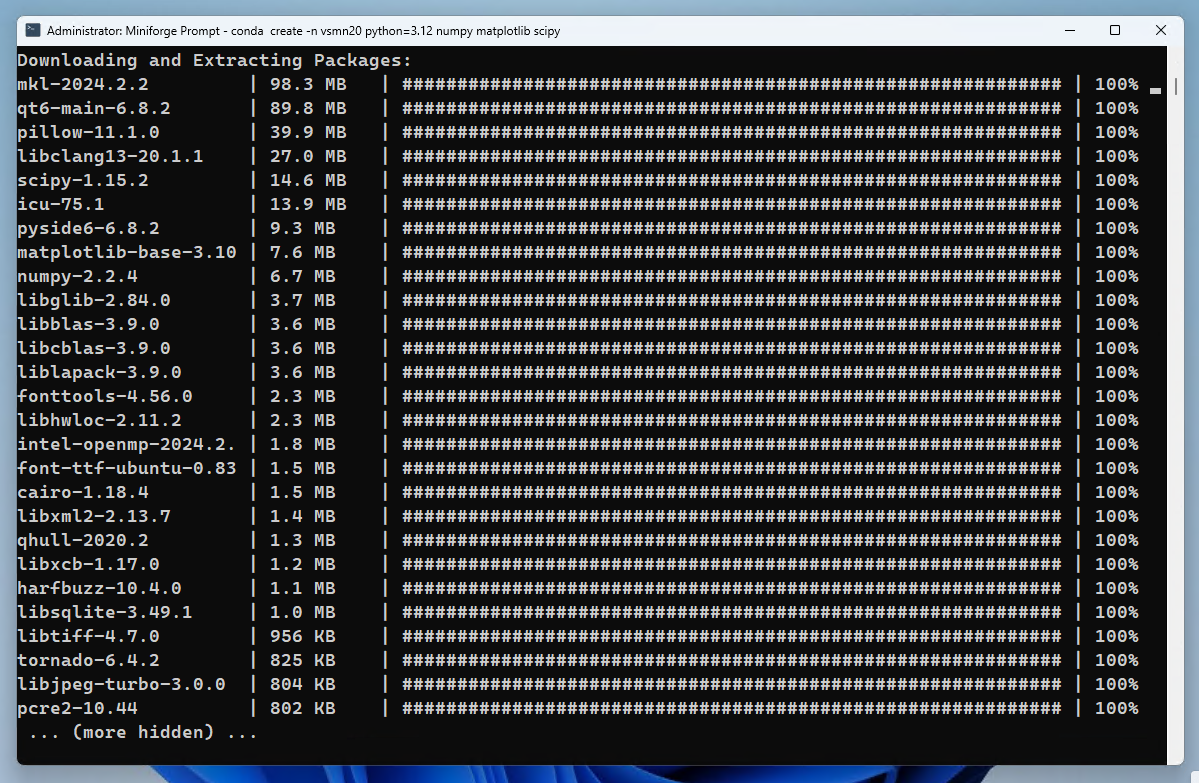 Administrator: Miniforge Prompt - conda  create -n vsmn20 python=3.12 numpy matplotlib scipy
Downloading and Extracting Packages:
mkl-2024.2.2         | 98.3 MB   | ############################################################ | 100%
qt6-main-6.8.2       | 89.8 MB   | ############################################################ | 100%
pillow-11.1.0        | 39.9 MB   | ############################################################ | 100%
libclang13-20.1.1    | 27.0 MB   | ############################################################ | 100%
scipy-1.15.2         | 14.6 MB   | ############################################################ | 100%
icu-75.1             | 13.9 MB   | ############################################################ | 100%
pyside6-6.8.2        | 9.3 MB    | ############################################################ | 100%
matplotlib-base-3.10 | 7.6 MB    | ############################################################ | 100%
numpy-2.2.4          | 6.7 MB    | ############################################################ | 100%
libglib-2.84.0       | 3.7 MB    | ############################################################ | 100%
libblas-3.9.0        | 3.6 MB    | ############################################################ | 100%
libcblas-3.9.0       | 3.6 MB    | ############################################################ | 100%
liblapack-3.9.0      | 3.6 MB    | ############################################################ | 100%
fonttools-4.56.0     | 2.3 MB    | ############################################################ | 100%
libhwloc-2.11.2      | 2.3 MB    | ############################################################ | 100%
intel-openmp-2024.2. | 1.8 MB    | ############################################################ | 100%
font-ttf-ubuntu-0.83 | 1.5 MB    | ############################################################ | 100%
cairo-1.18.4         | 1.5 MB    | ############################################################ | 100%
libxml2-2.13.7       | 1.4 MB    | ############################################################ | 100%
qhull-2020.2         | 1.3 MB    | ############################################################ | 100%
libxcb-1.17.0        | 1.2 MB    | ############################################################ | 100%
harfbuzz-10.4.0      | 1.1 MB    | ############################################################ | 100%
libsqlite-3.49.1     | 1.0 MB    | ############################################################ | 100%
libtiff-4.7.0        | 956 KB    | ############################################################ | 100%
tornado-6.4.2        | 825 KB    | ############################################################ | 100%
libjpeg-turbo-3.0.0  | 804 KB    | ############################################################ | 100%
pcre2-10.44          | 802 KB    | ############################################################ | 100%
 ... (more hidden) ...